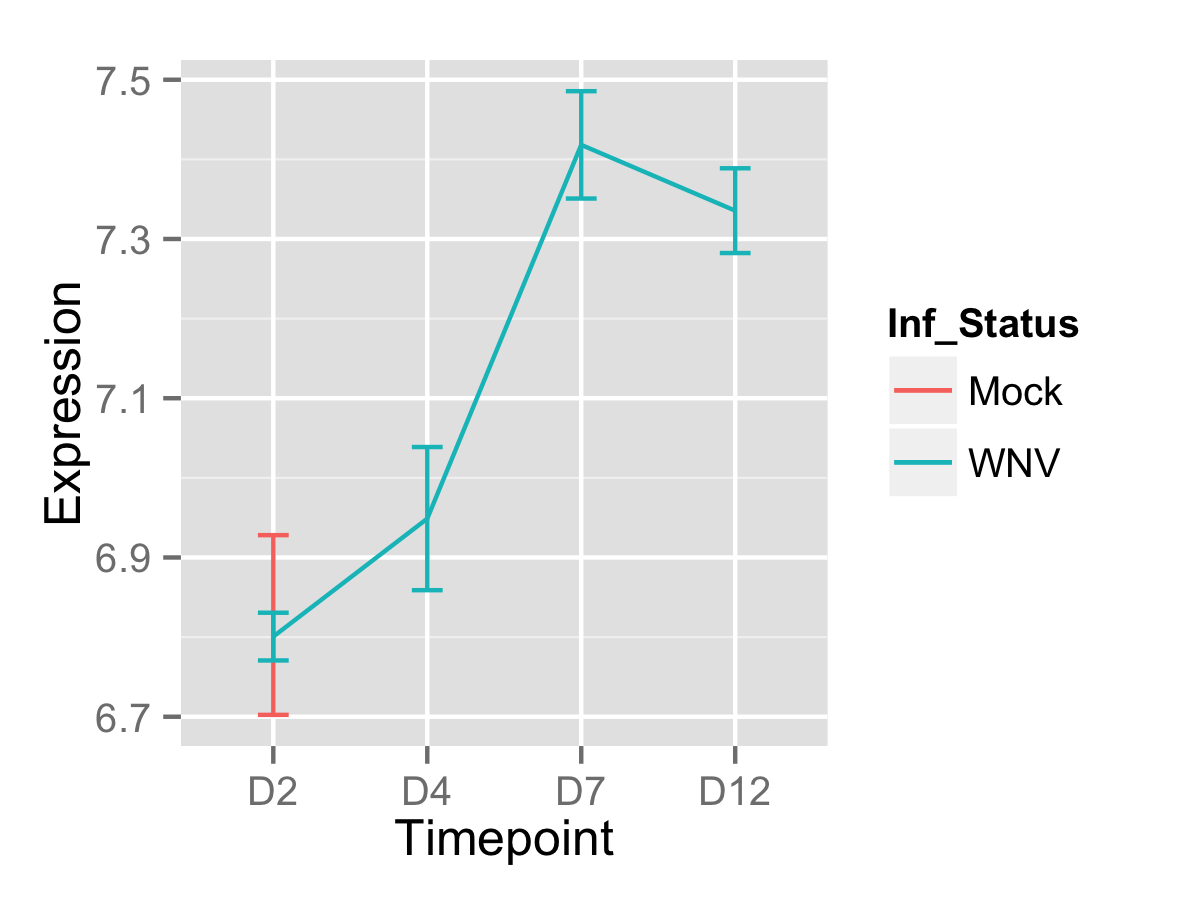 7.5
7.3
7.1
6.9
6.7
Expression
D2 D4 D7 D12
Timepoint
Inf_Status
Mock
WNV